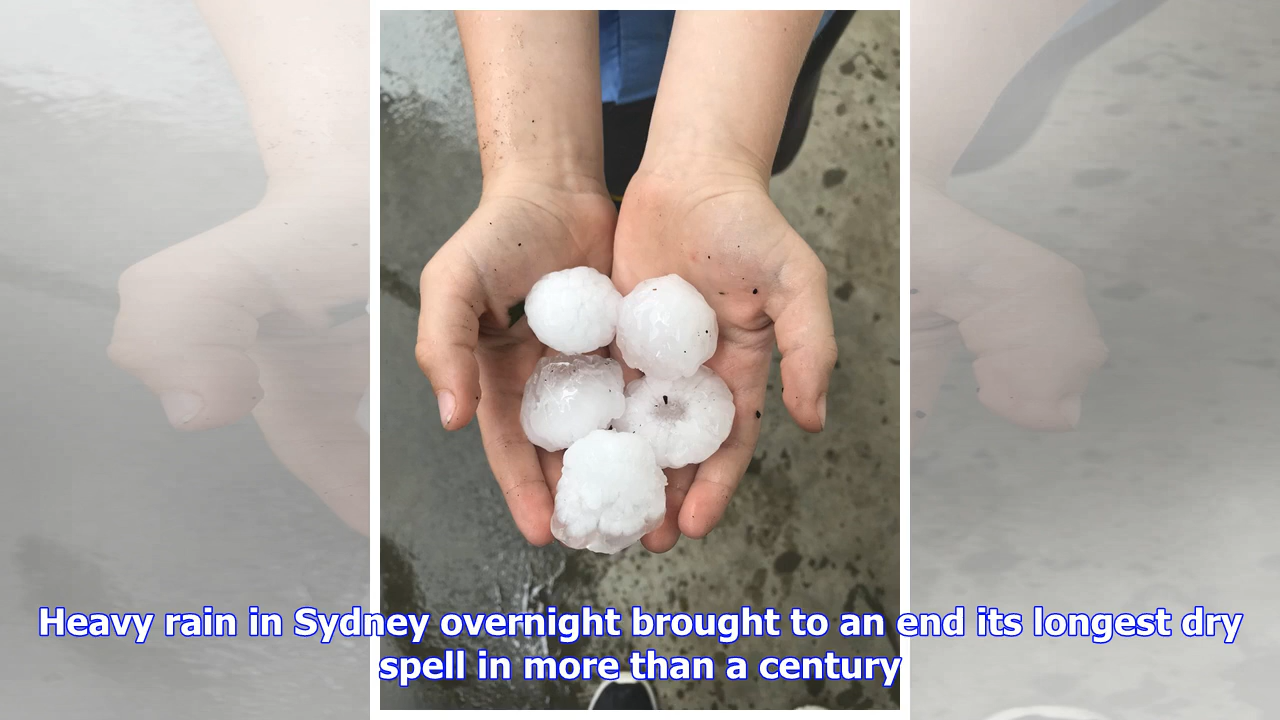 Heavy rain in Sydney overnight brought to an end its longest dry
spell in more than a century